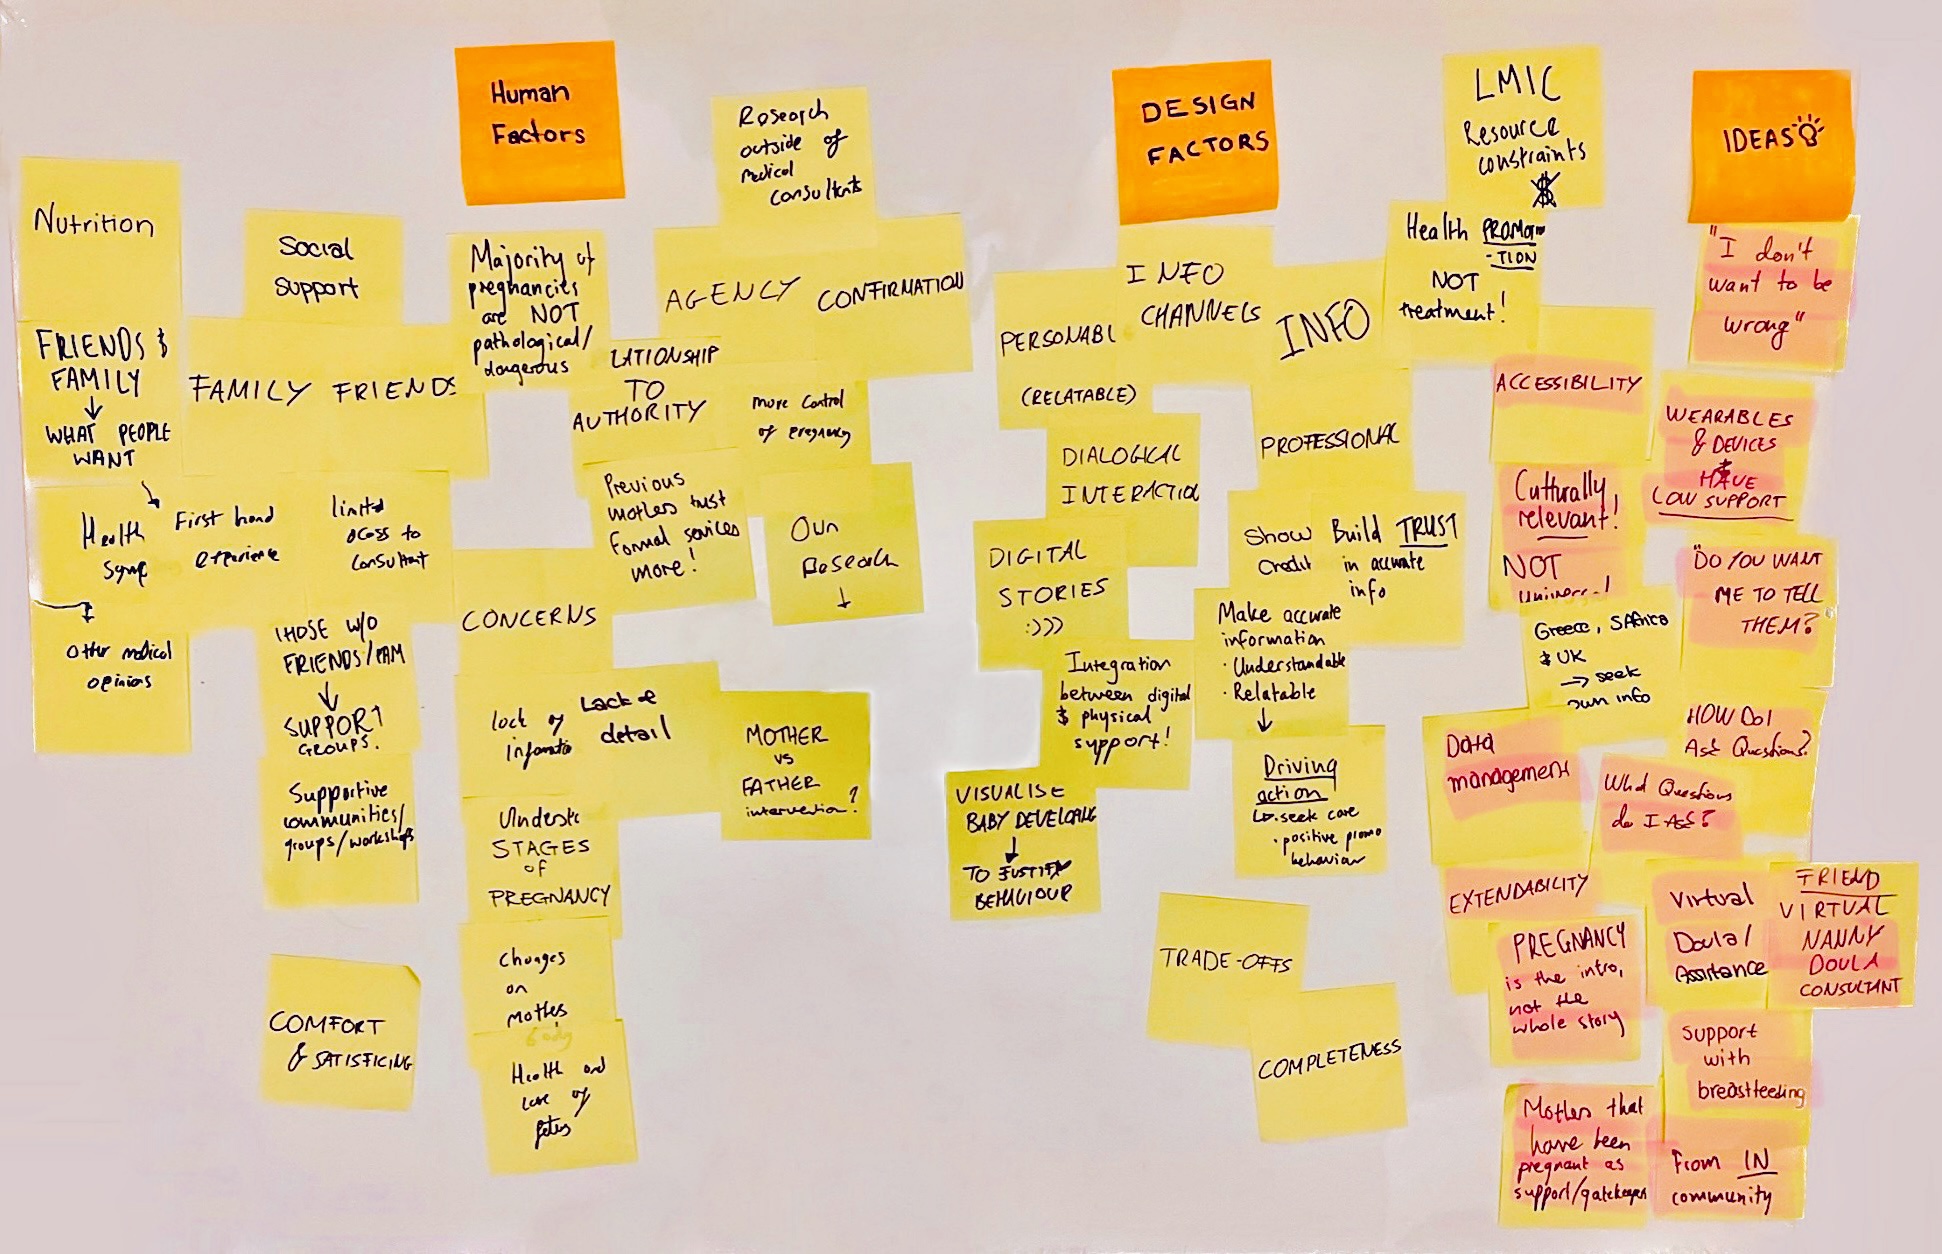 Human
Factors
Research
outside of
medical
consultants
Nutrition
Social
Support
Majority of
pregnancies
are NOT
pathological/
dangerous
AGENCY
CONFIRMATION
FRIENDS &
FAMILY
↓
WHAT PEOPLE
WANT
FAMILY
FRIENDS
LATIONSHIP
TO
AUTHORITY
more control
of pregnancy
Health
symp
First hand
experience
limited
access to
consultant
Previous
mothers trust
formal services
more!
Own
Research
↓
Other medical
opinions
THOSE W/O
FRIENDS/FAM
↓
SUPPORT
GROUPS.
CONCERNS
Supportive
communities/
groups/workshops
lack of
informatio
Lack of
detail
MOTHER
VS
FATHER
intervention?
Understa
STAGES
OF
PREGNANCY
Changes
on
mothers
body
COMFORT
& SATISFICING
Health and
care of
fetus
DESIGN
FACTORS
LMIC
Resource
constraints
$
INFO
CHANNELS
Health PROMO
-TION
NOT
treatment!
PERSONABL
(RELATABLE)
INFO
DIALOGICAL
INTERACTIO
PROFESSIONAL
DIGITAL
STORIES
:)))
Show
Credit
Build TRUST
in accurate
info
Integration
between digital
& physical
support!
Make accurate
information
· Understandable
· Relatable
↓
VISUALISE
BABY DEVELOPING
↓
TO JUSTIFY
BEHAVIOUR
Driving
action
↳ · seek care
· positive promo
behaviour
TRADE-OFFS
COMPLETENESS
IDEAS
"I don't
want to be
wrong"
ACCESSIBILITY
WEARABLES
& DEVICES
HAVE
LOW SUPPORT
Culturally
relevant!
NOT
Univers !
"DO YOU WANT
ME TO TELL
THEM?
Greece, SAfrica
& UK
→ seek
own info
HOW DO I
Ask Questions?
Data
management
What Questions
do I Ask?
EXTENDABILITY
Virtual
Doula/
Assistance
FRIEND
VIRTUAL
NANNY
DOULA
CONSULTANT
PREGNANCY
is the intro,
not the
whole story
Support
with
breastfeeding
Mothers that
have been
pregnant as
support/gatekeeper
From IN
community